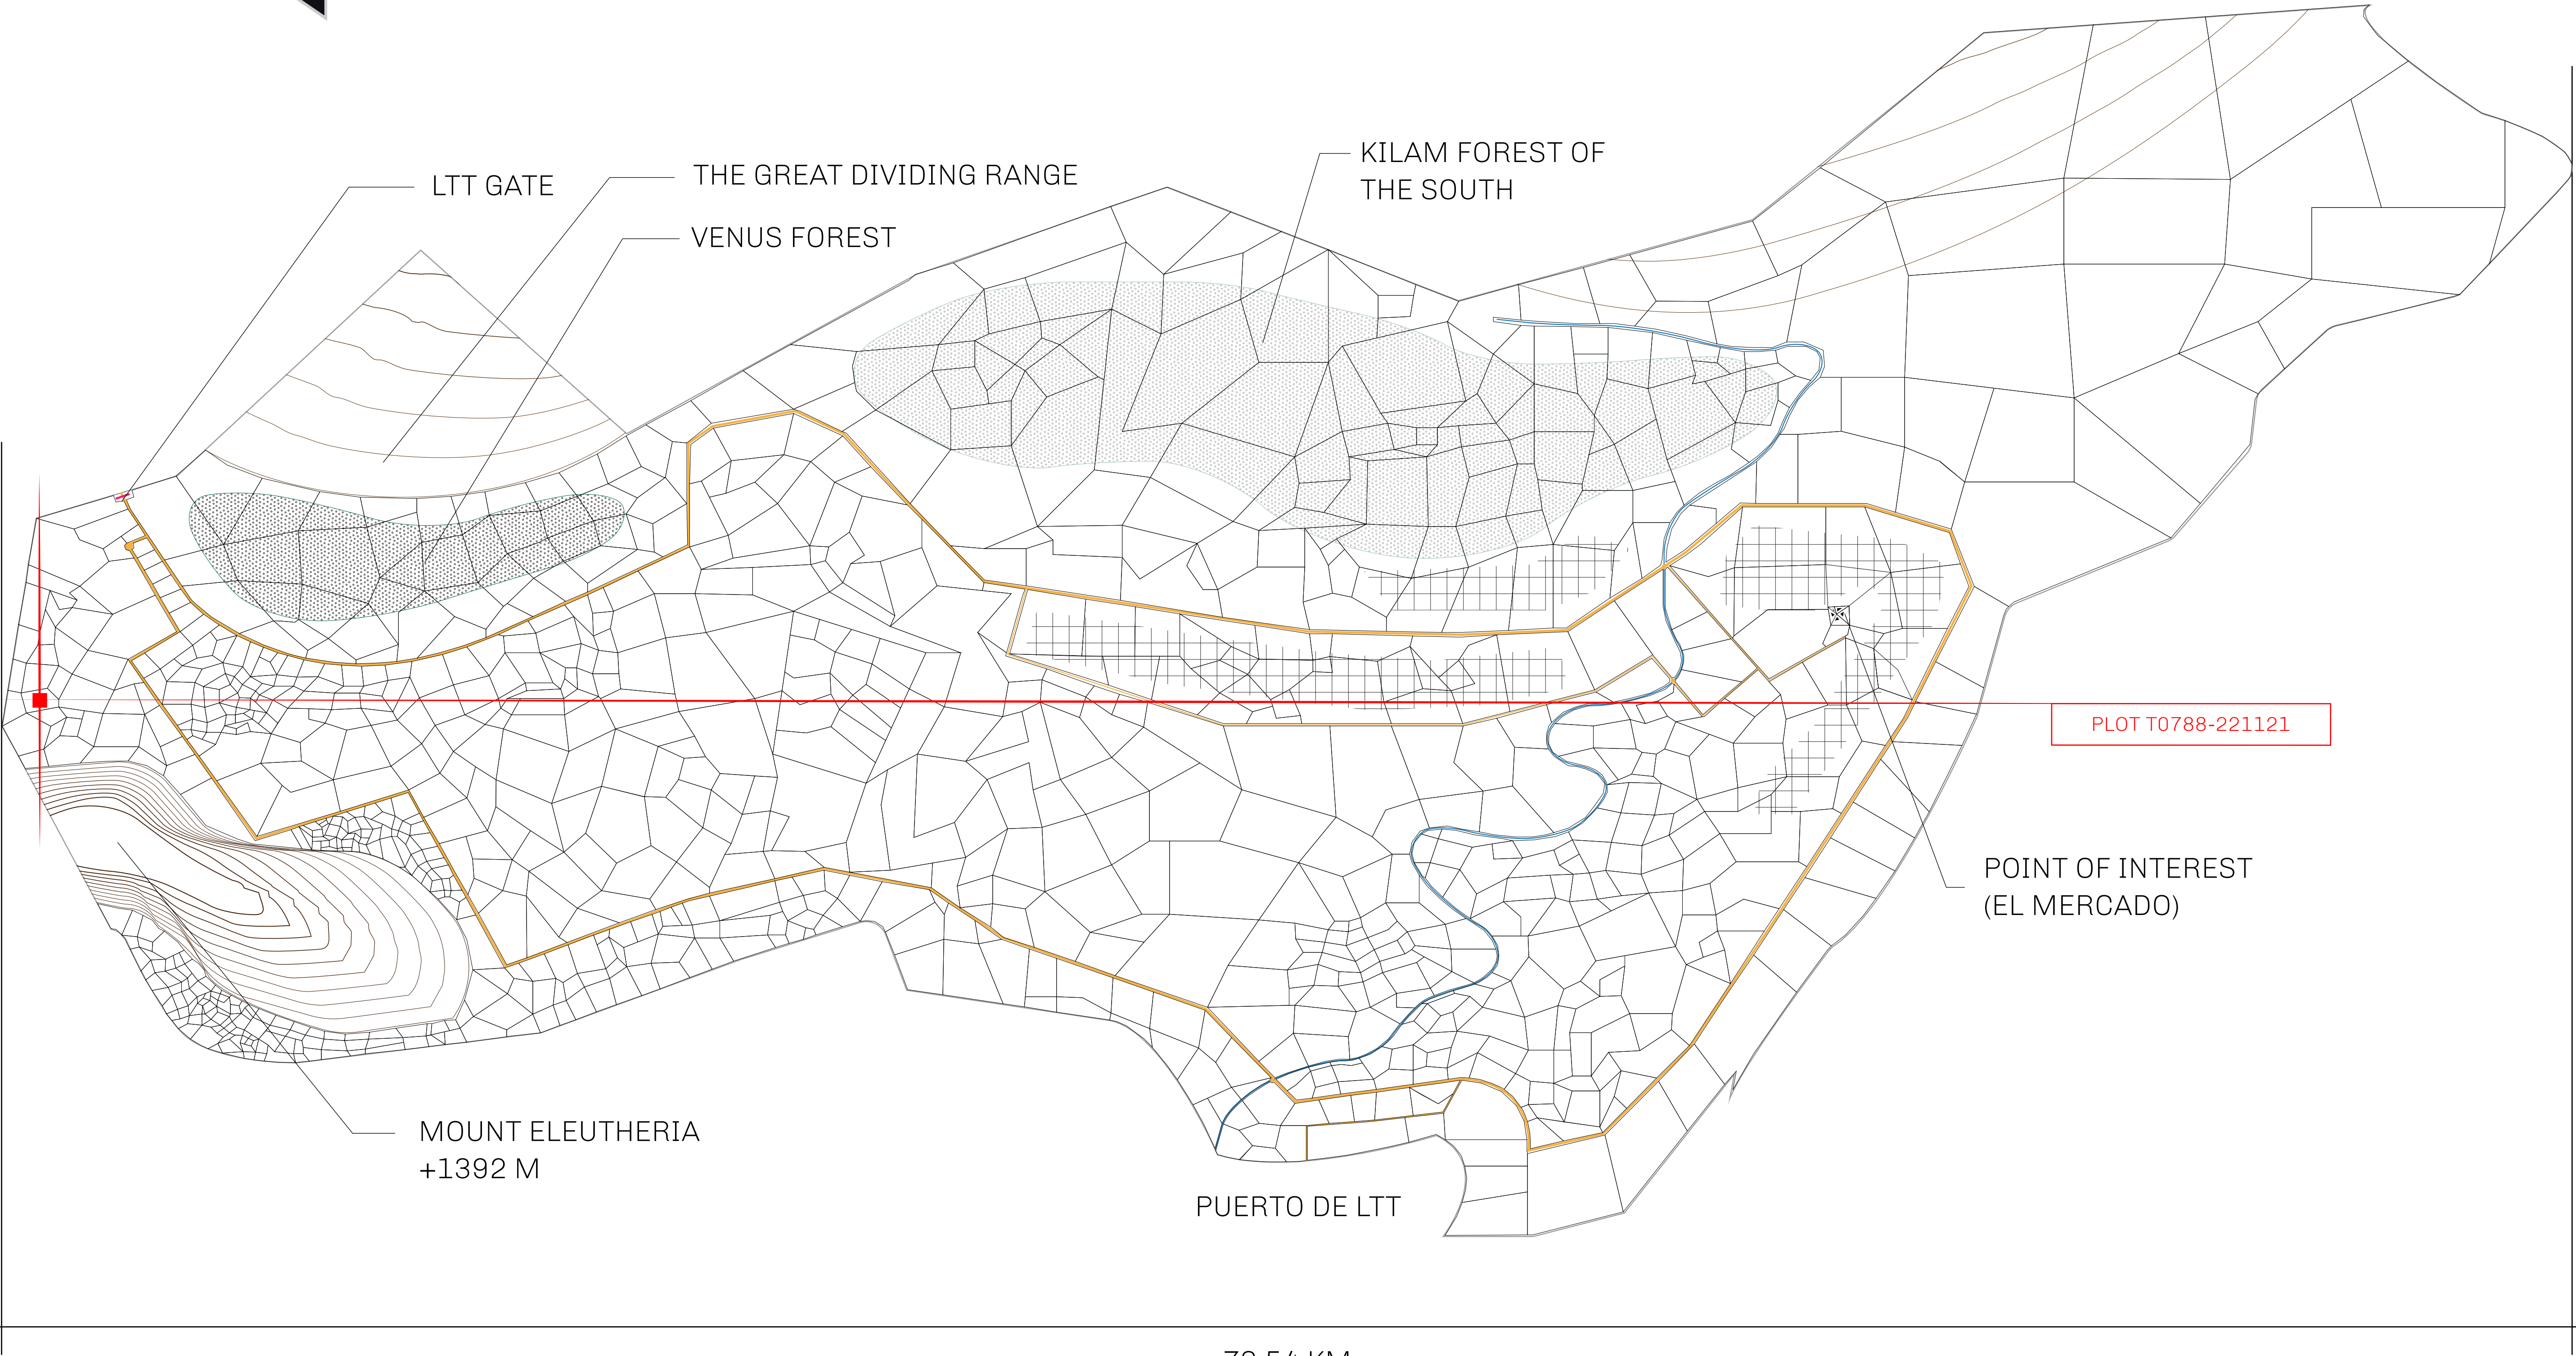 KILAM FOREST OF
THE SOUTH
LTT GATE
THE GREAT DIVIDING RANGE
VENUS FOREST
PLOT T0788-221121
POINT OF INTEREST
(EL MERCADO)
MOUNT ELEUTHERIA
+1392 M
PUERTO DE LTT
KM